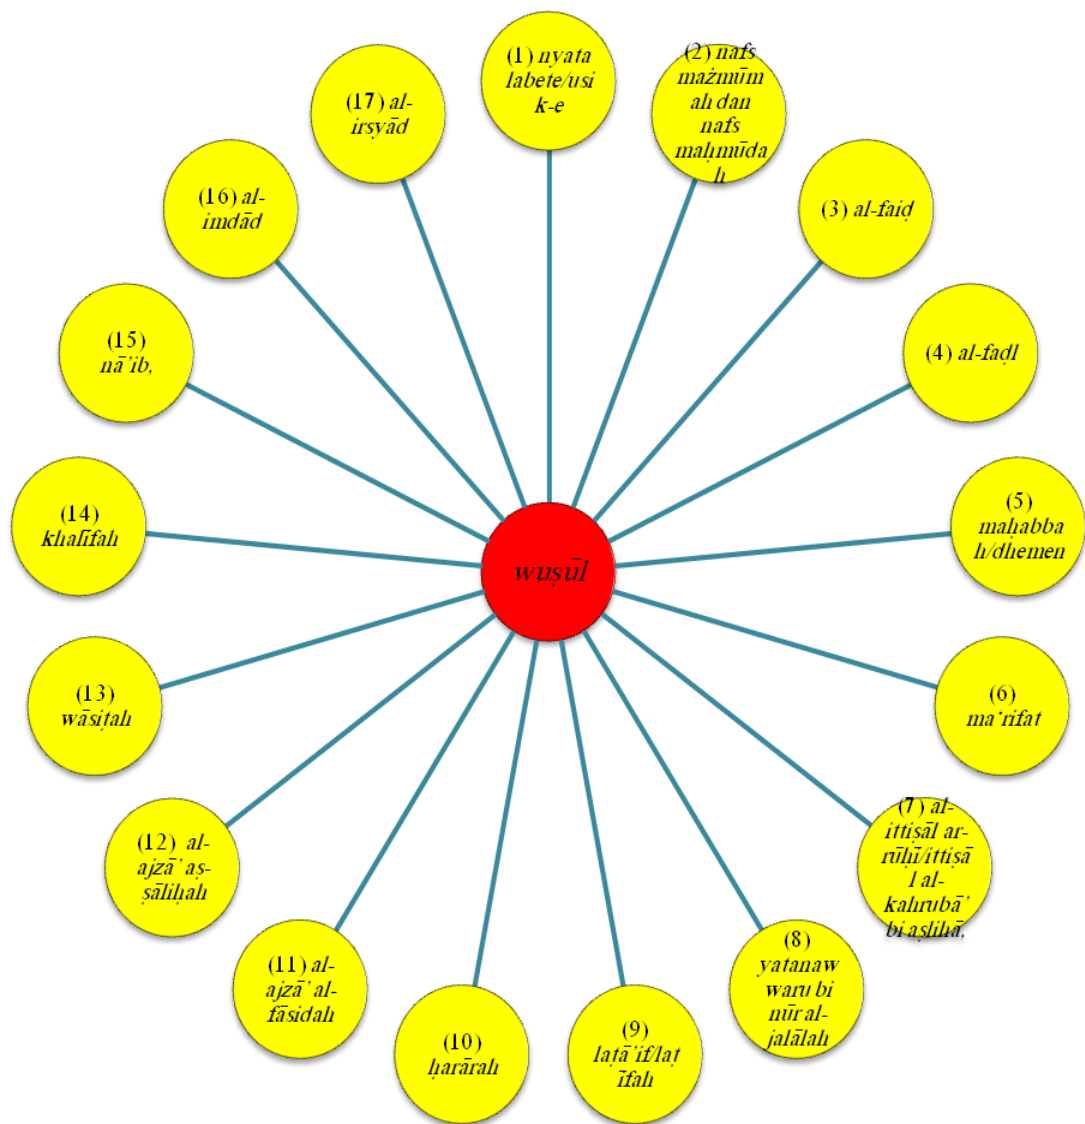 (1) nyata
labete/usi
k-e
(2) nafs
mażmūm
ah dan
nafs
maḥmūda
h
(3) al-faiḍ
(4) al-faḍl
(5)
maḥabba
h/dhemen
(6)
ma‘rifat
(7) al-
ittiṣāl ar-
rūḥī/ittiṣā
l al-
kahrubā’
bi aṣlihā,
(8)
yatanaw
waru bi
nūr al-
jalālah
(9)
laṭā’if/laṭ
īfah
(10)
ḥarārah
(11) al-
ajzā’ al-
fāsidah
(12) al-
ajzā’ aṣ-
ṣāliḥah
(13)
wāsiṭah
(14)
khalīfah
(15)
nā’ib,
(16) al-
imdād
(17) al-
irsyād
wuṣūl